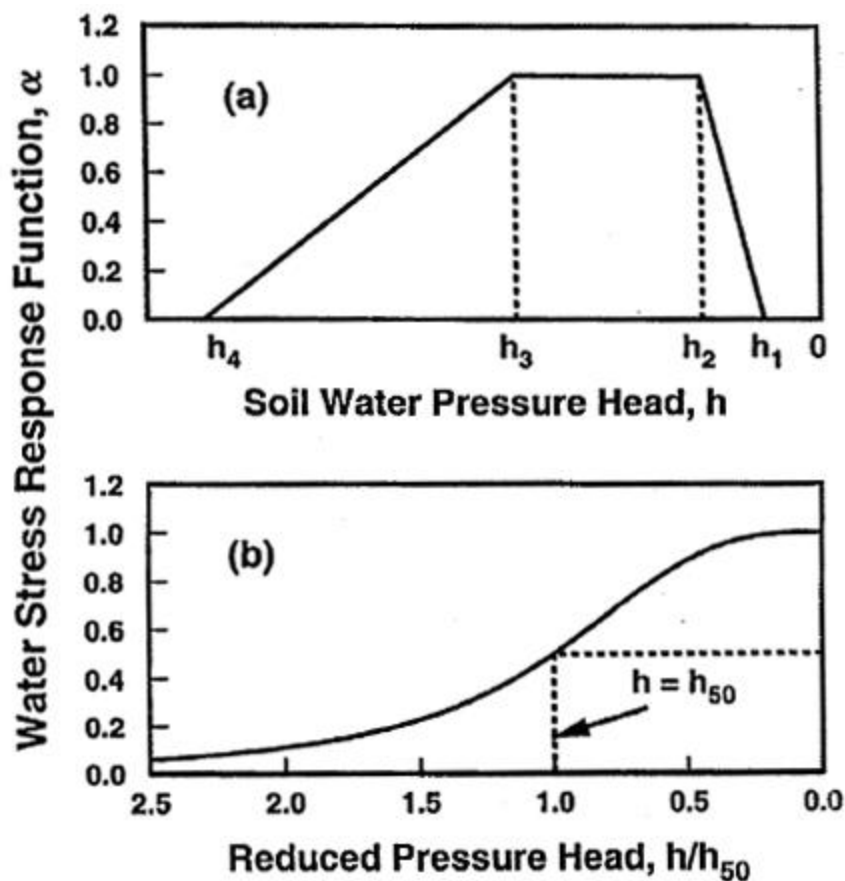 Water Stress Response Function, α
1.2
1.0
0.8
0.6
0.4
0.2
0.0
(a)
h4 h3 h2 h1 0
Soil Water Pressure Head, h
1.2
1.0
0.8
0.6
0.4
0.2
0.0
(b)
h = h50
2.5 2.0 1.5 1.0 0.5 0.0
Reduced Pressure Head, h/h50